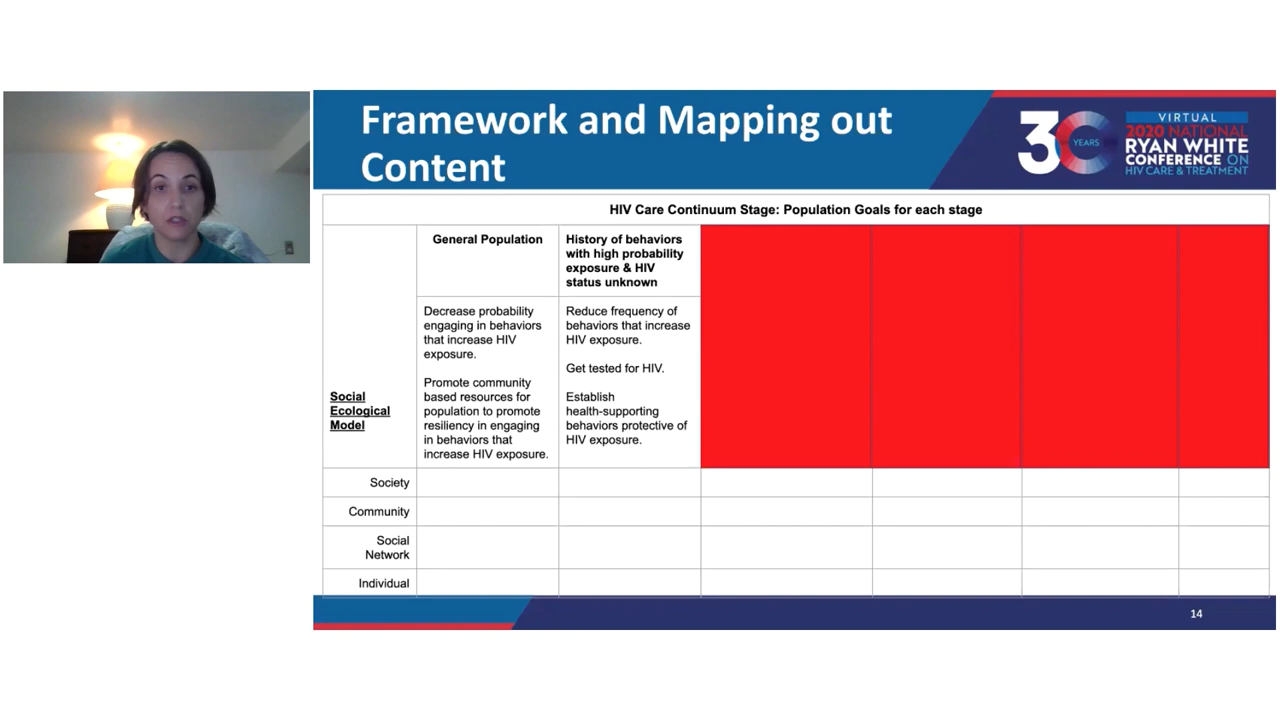 Framework and Mapping out
Content
30
YEARS
VIRTUAL
2020 NATIONAL
RYAN WHITE
CONFERENCE ON
HIV CARE & TREATMENT
HIV Care Continuum Stage: Population Goals for each stage
General Population
History of behaviors
with high probability
exposure & HIV
status unknown
Social
Ecological
Model
Decrease probability
engaging in behaviors
that increase HIV
exposure.
Promote community
based resources for
population to promote
resiliency in engaging
in behaviors that
increase HIV exposure.
Reduce frequency of
behaviors that increase
HIV exposure.
Get tested for HIV.
Establish
health-supporting
behaviors protective of
HIV exposure.
Society
Community
Social
Network
Individual
14